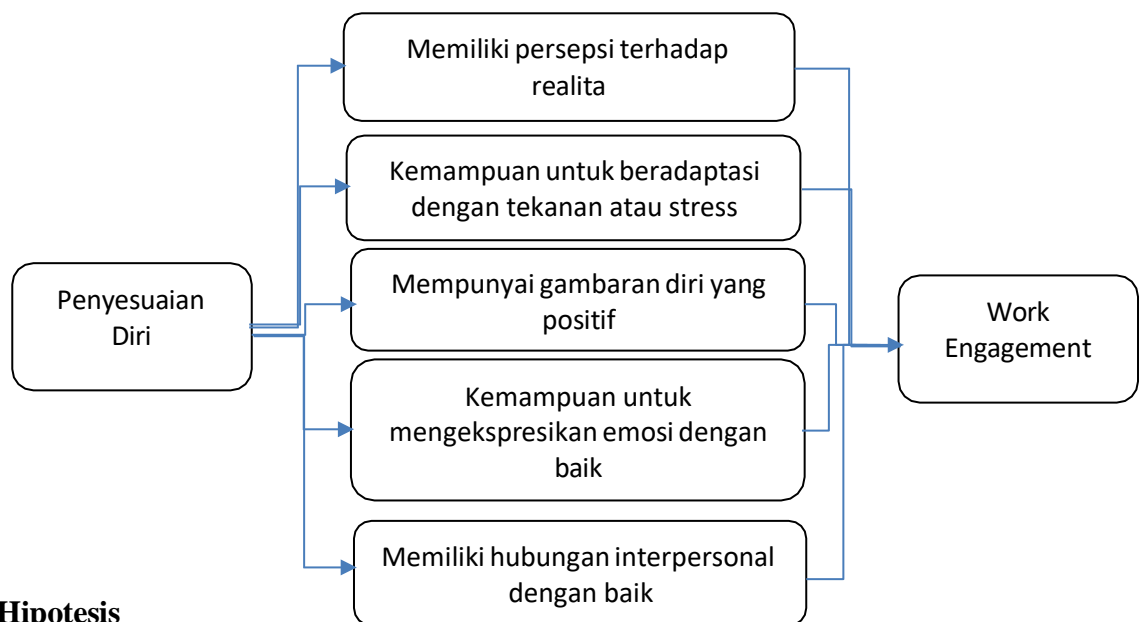 Memiliki persepsi terhadap
realita
Kemampuan untuk beradaptasi
dengan tekanan atau stress
Penyesuaian
Diri
Mempunyai gambaran diri yang
positif
Work
Engagement
Kemampuan untuk
mengekspresikan emosi dengan
baik
Memiliki hubungan interpersonal
dengan baik
Hipotesis